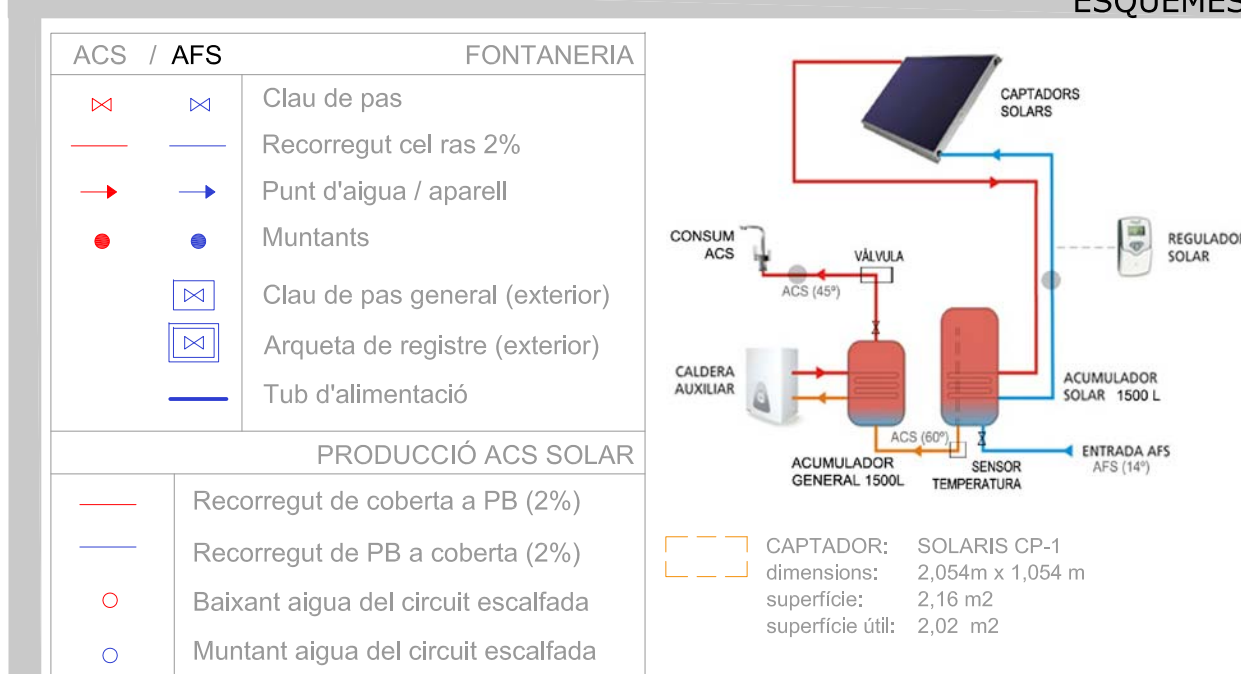 ESQUEMES
ACS / AFS FONTANERIA
Clau de pas
Recorregut cel ras 2%
Punt d'aigua / aparell
Muntants
Clau de pas general (exterior)
Arqueta de registre (exterior)
Tub d'alimentació
PRODUCCIÓ ACS SOLAR
Recorregut de coberta a PB (2%)
Recorregut de PB a coberta (2%)
Baixant aigua del circuit escalfada
Muntant aigua del circuit escalfada
CAPTADORS
SOLARS
CONSUM
ACS
VÀLVULA
ACS (45º)
REGULADOR
SOLAR
CALDERA
AUXILIAR
ACUMULADOR
SOLAR 1500 L
ACS (60º)
ENTRADA AFS
AFS (14º)
ACUMULADOR
GENERAL 1500L
SENSOR
TEMPERATURA
CAPTADOR: SOLARIS CP-1
dimensions: 2,054m x 1,054 m
superfície: 2,16 m2
superfície útil: 2,02 m2